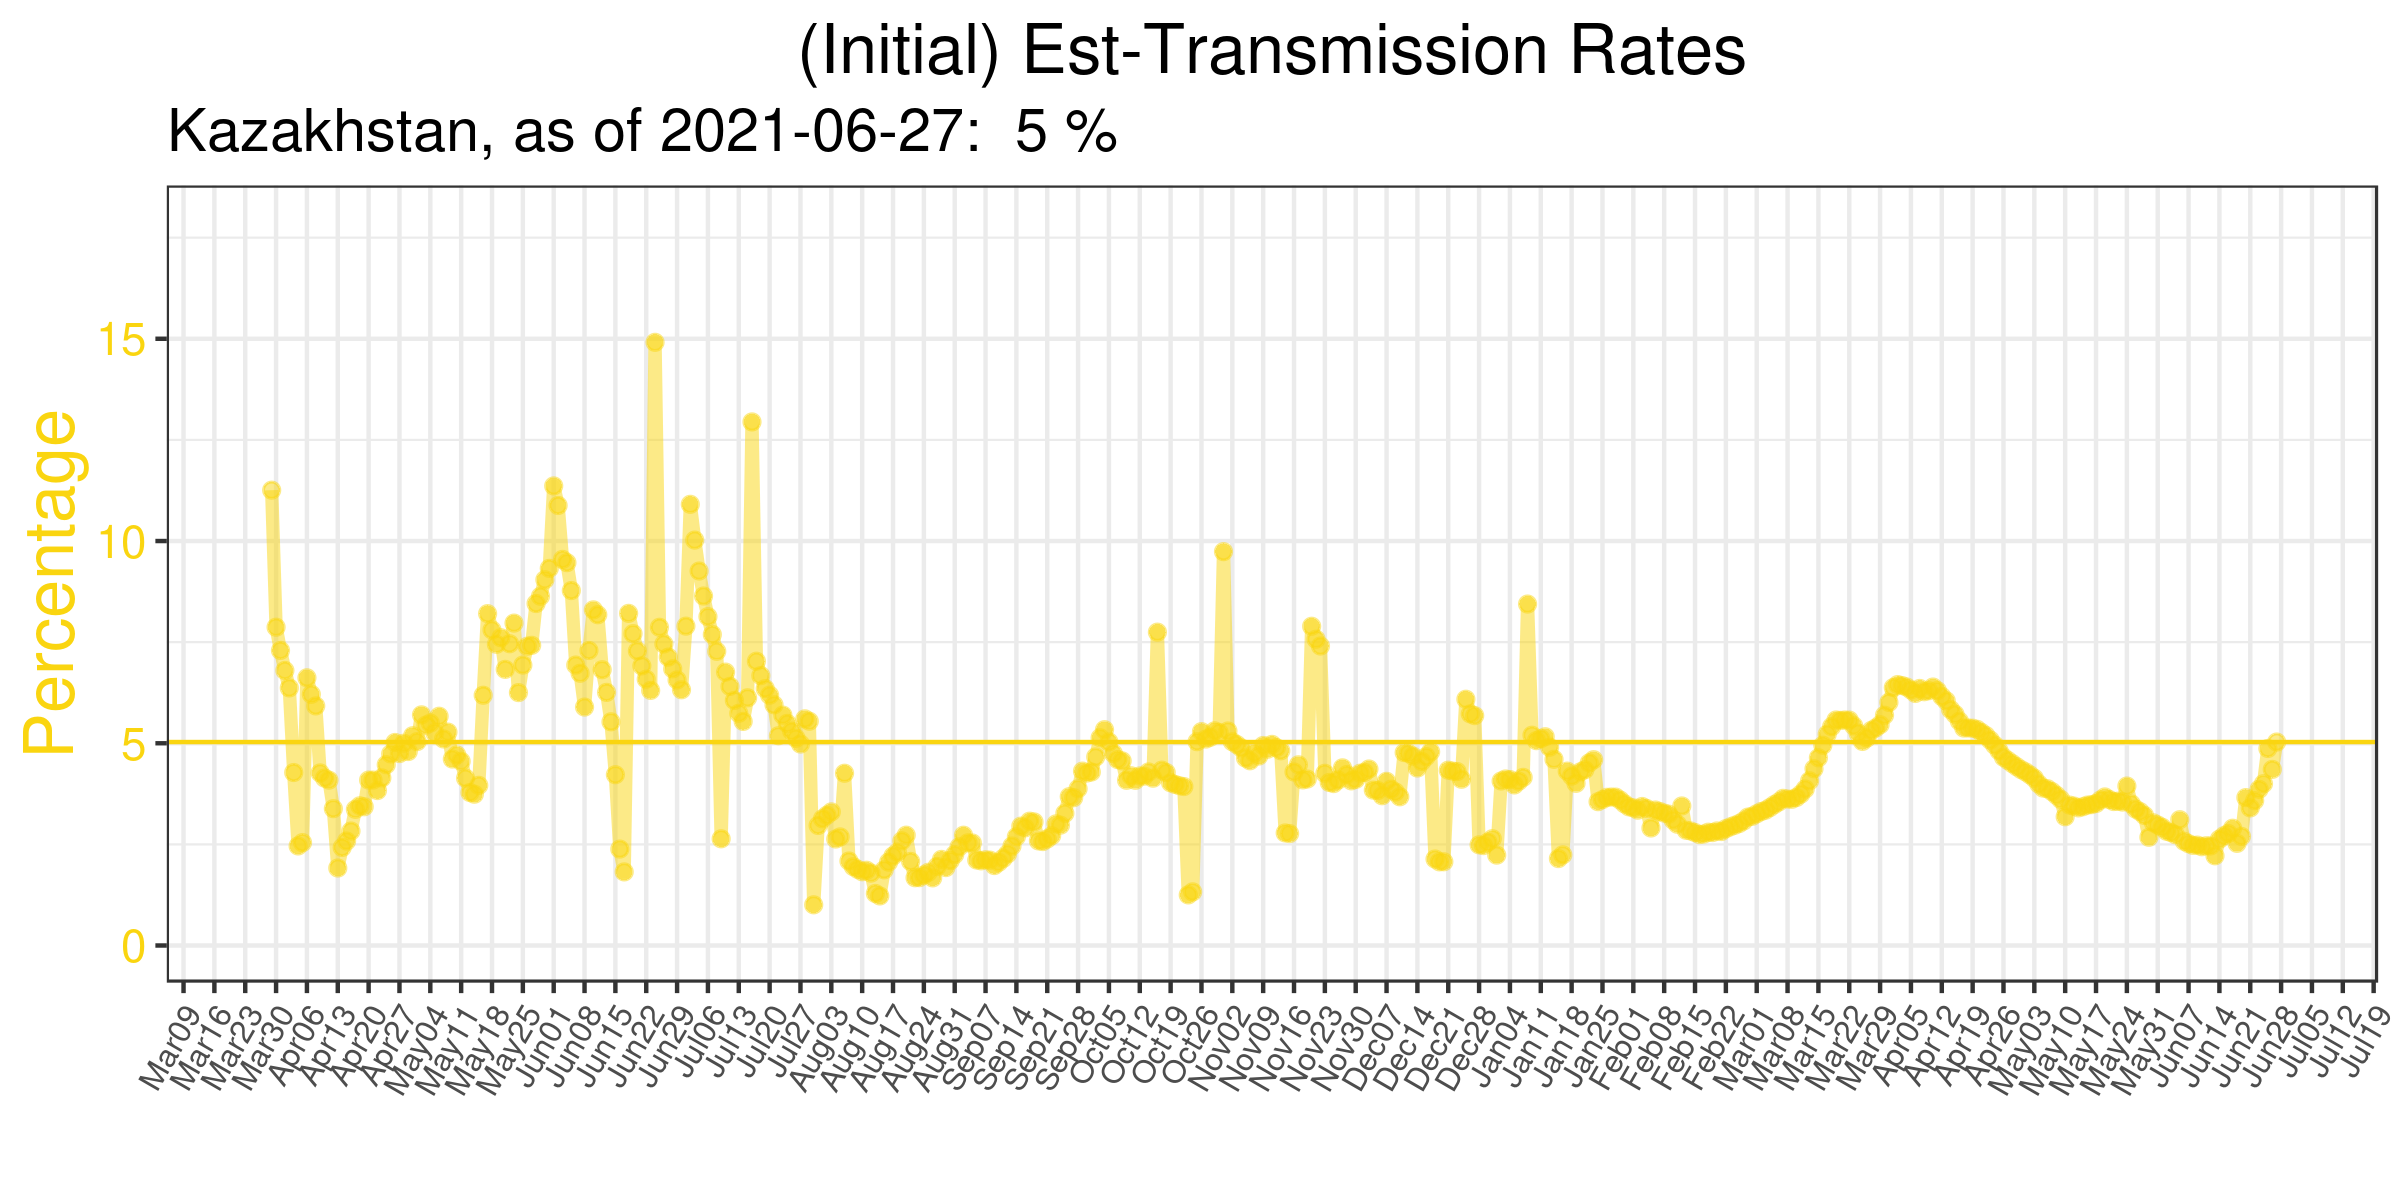 (Initial) Est-Transmission Rates
Kazakhstan, as of 2021-06-27:  5 %
Percentage
15
10
5
0
Mar09 Mar16 Mar23 Mar30 Apr06 Apr13 Apr20 Apr27 May04 May11 May18 May25 Jun01 Jun08 Jun15 Jun22 Jun29 Jul06 Jul13 Jul20 Jul27 Aug03 Aug10 Aug17 Aug24 Aug31 Sep07 Sep14 Sep21 Sep28 Oct05 Oct12 Oct19 Oct26 Nov02 Nov09 Nov16 Nov23 Nov30 Dec07 Dec14 Dec21 Dec28 Jan04 Jan11 Jan18 Jan25 Feb01 Feb08 Feb15 Feb22 Mar01 Mar08 Mar15 Mar22 Mar29 Apr05 Apr12 Apr19 Apr26 May03 May10 May17 May24 May31 Jun07 Jun14 Jun21 Jun28 Jul05 Jul12 Jul19